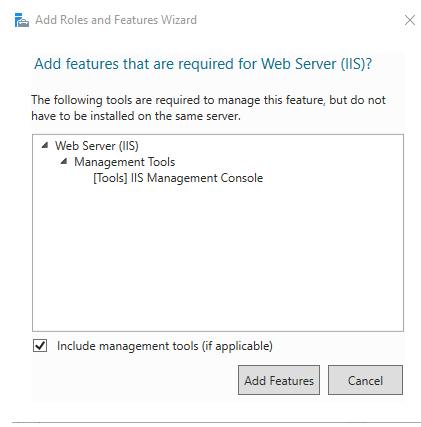 Add Roles and Features Wizard
Add features that are required for Web Server (IIS)?
The following tools are required to manage this feature, but do not
have to be installed on the same server.
Web Server (IIS)
Management Tools
[Tools] IIS Management Console
Include management tools (if applicable)
Add Features
Cancel